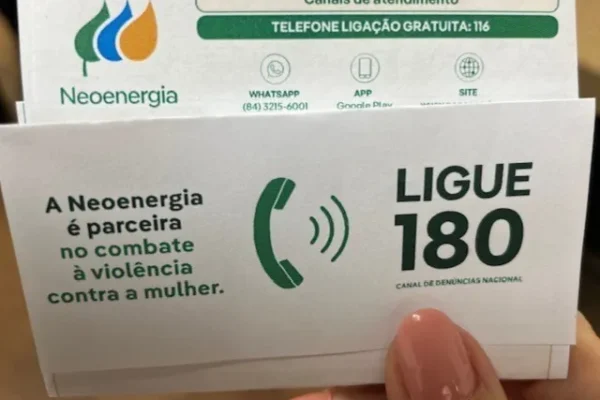 Canais de atendimento
TELEFONE LIGAÇÃO GRATUITA: 116
Neoenergia
WHATSAPP
(84) 3215-6001
APP
Google Play
SITE
A Neoenergia
é parceira
no combate
à violência
contra a mulher.
LIGUE
180
CANAL DE DENÚNCIAS NACIONAL